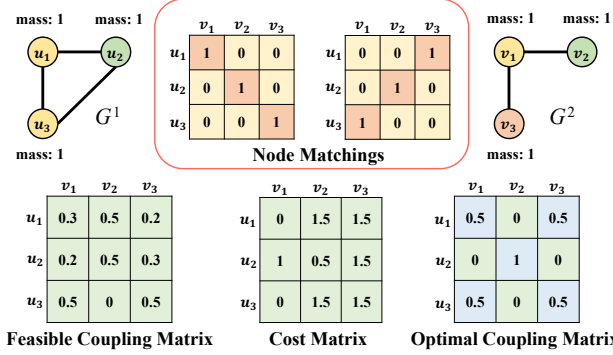 mass: 1 mass: 1
u₁ u₂
u₃ G¹
mass: 1
v₁ v₂ v₃
u₁ 1 0 0
u₂ 0 1 0
u₃ 0 0 1
v₁ v₂ v₃
u₁ 0 0 1
u₂ 0 1 0
u₃ 1 0 0
Node Matchings
mass: 1 mass: 1
v₁ v₂
v₃ G²
mass: 1
v₁ v₂ v₃
u₁ 0.3 0.5 0.2
u₂ 0.2 0.5 0.3
u₃ 0.5 0 0.5
Feasible Coupling Matrix
v₁ v₂ v₃
u₁ 0 1.5 1.5
u₂ 1 0.5 1.5
u₃ 0 1.5 1.5
Cost Matrix
v₁ v₂ v₃
u₁ 0.5 0 0.5
u₂ 0 1 0
u₃ 0.5 0 0.5
Optimal Coupling Matrix